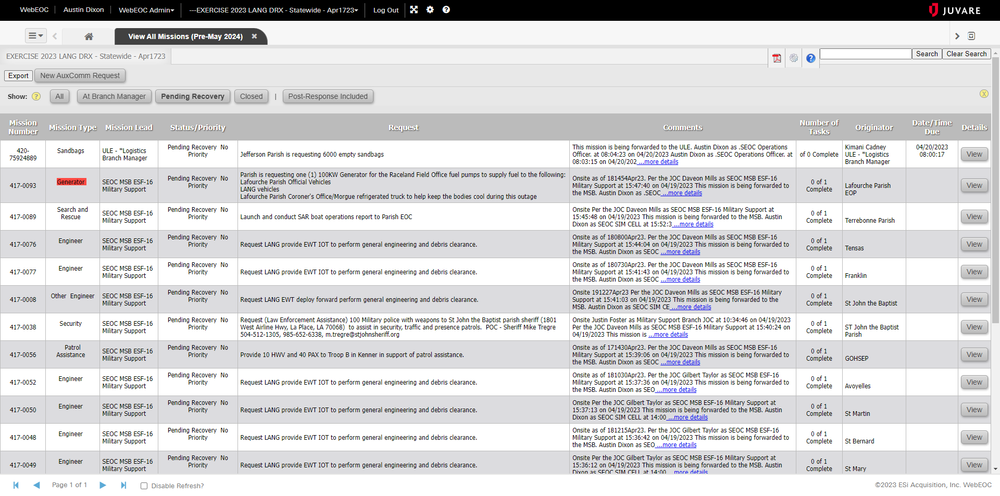 WebEOC
Austin Dixon
WebEOC Admin
---EXERCISE 2023 LANG DRX - Statewide - Apr1723
Log Out
JUVARE
View All Missions (Pre-May 2024)
EXERCISE 2023 LANG DRX - Statewide - Apr1723
Search
Clear Search
Export
New AuxComm Request
Show:
All
At Branch Manager
Pending Recovery
Closed
|
Post-Response Included
Mission
Number
Mission Type
Mission Lead
Status/Priority
Request
Comments
Number of
Tasks
Originator
Date/Time
Due
Details
420-
75924889
Sandbags
ULE - *Logistics
Branch Manager
Pending Recovery No
Priority
Jefferson Parish is requesting 6000 empty sandbags
This mission is being forwarded to the ULE. Austin Dixon as .SEOC Operations
Officer. at 08:04:23 on 04/20/2023 Austin Dixon as .SEOC Operations Officer. at
08:03:15 on 04/20/202 ...more details
of 0 Complete
Kimani Cadney
ULE - *Logistics
Branch Manager
04/20/2023
08:00:17
View
417-0093
Generator
SEOC MSB ESF-16
Military Support
Pending Recovery No
Priority
Parish is requesting one (1) 100KW Generator for the Raceland Field Office fuel pumps to supply fuel to the following:
Lafourche Parish Official Vehicles
LANG vehicles
Lafourche Parish Coroner's Office/Morgue refrigerated truck to help keep the bodies cool during this outage
Onsite as of 181454Apr23. Per the JOC Daveon Mills as SEOC MSB ESF-16
Military Support at 15:47:40 on 04/19/2023 This mission is being forwarded to
the MSB. Austin Dixon as .SEOC ...more details
0 of 1
Complete
Lafourche Parish
EOP
View
417-0089
Search and
Rescue
SEOC MSB ESF-16
Military Support
Pending Recovery No
Priority
Launch and conduct SAR boat operations report to Parish EOC
Onsite Per the JOC Daveon Mills as SEOC MSB ESF-16 Military Support at
15:45:48 on 04/19/2023 This mission is being forwarded to the MSB. Austin
Dixon as SEOC SIM CELL at 15:52:3 ...more details
0 of 1
Complete
Terrebonne Parish
View
417-0076
Engineer
SEOC MSB ESF-16
Military Support
Pending Recovery No
Priority
Request LANG provide EWT IOT to perform general engineering and debris clearance.
Onsite as of 180800Apr23. Per the JOC Daveon Mills as SEOC MSB ESF-16
Military Support at 15:44:04 on 04/19/2023 This mission is being forwarded to
the MSB. Austin Dixon as SEOC ...more details
0 of 1
Complete
Tensas
View
417-0077
Engineer
SEOC MSB ESF-16
Military Support
Pending Recovery No
Priority
Request LANG provide EWT IOT to perform general engineering and debris clearance.
Onsite as of 180730Apr23. Per the JOC Daveon Mills as SEOC MSB ESF-16
Military Support at 15:41:43 on 04/19/2023 This mission is being forwarded to
the MSB. Austin Dixon as SEOC ...more details
0 of 1
Complete
Franklin
View
417-0008
Other Engineer
SEOC MSB ESF-16
Military Support
Pending Recovery No
Priority
Request LANG EWT deploy forward perform general engineering and debris clearance.
Onsite 191227Apr23 Per the JOC Daveon Mills as SEOC MSB ESF-16 Military
Support at 15:41:03 on 04/19/2023 This mission is being forwarded to the
MSB. Austin Dixon as SEOC SIM CE ...more details
0 of 1
Complete
St John the Baptist
View
417-0038
Security
SEOC MSB ESF-16
Military Support
Pending Recovery No
Priority
Request (Law Enforcement Assistance) 100 Military police with weapons to St John the Baptist parish sheriff (1801
West Airline Hwy, La Place, LA 70068) to assist in security, traffic and presence patrols. POC - Sheriff Mike Tregre
504-512-1305, 985-652-6338, m.tregre@stjohnsheriff.org
Onsite Justin Foster as Military Support Branch JOC at 10:34:46 on 04/19/2023
Per the JOC Daveon Mills as SEOC MSB ESF-16 Military Support at 15:40:24 on
04/19/2023 This mission is ...more details
0 of 1
Complete
ST John the Baptist
Parish
View
417-0056
Patrol
Assistance
SEOC MSB ESF-16
Military Support
Pending Recovery No
Priority
Provide 10 HWV and 40 PAX to Troop B in Kenner in support of patrol assistance.
Onsite as of 171430Apr23. Per the JOC Daveon Mills as SEOC MSB ESF-16
Military Support at 15:39:06 on 04/19/2023 This mission is being forwarded to
the MSB. Austin Dixon as SEOC ...more details
0 of 1
Complete
GOHSEP
View
417-0052
Engineer
SEOC MSB ESF-16
Military Support
Pending Recovery No
Priority
Request LANG provide EWT IOT to perform general engineering and debris clearance.
Onsite as of 181030Apr23. Per the JOC Gilbert Taylor as SEOC MSB ESF-16
Military Support at 15:37:36 on 04/19/2023 This mission is being forwarded to
the MSB. Austin Dixon as SEO ...more details
0 of 1
Complete
Avoyelles
View
417-0050
Engineer
SEOC MSB ESF-16
Military Support
Pending Recovery No
Priority
Request LANG provide EWT IOT to perform general engineering and debris clearance.
Onsite Per the JOC Gilbert Taylor as SEOC MSB ESF-16 Military Support at
15:37:13 on 04/19/2023 This mission is being forwarded to the MSB. Austin
Dixon as SEOC SIM CELL at 14:00 ...more details
0 of 1
Complete
St Martin
View
417-0048
Engineer
SEOC MSB ESF-16
Military Support
Pending Recovery No
Priority
Request LANG provide EWT IOT to perform general engineering and debris clearance.
Onsite as of 181215Apr23. Per the JOC Gilbert Taylor as SEOC MSB ESF-16
Military Support at 15:36:42 on 04/19/2023 This mission is being forwarded to
the MSB. Austin Dixon as SEO ...more details
0 of 1
Complete
St Bernard
View
417-0049
Engineer
SEOC MSB ESF-16
Military Support
Pending Recovery No
Priority
Request LANG provide EWT IOT to perform general engineering and debris clearance.
Onsite Per the JOC Gilbert Taylor as SEOC MSB ESF-16 Military Support at
15:36:12 on 04/19/2023 This mission is being forwarded to the MSB. Austin
Dixon as SEOC SIM CELL at 14:00 ...more details
0 of 1
Complete
St Mary
View
Page 1 of 1
Disable Refresh?
©2023 ESi Acquisition, Inc. WebEOC